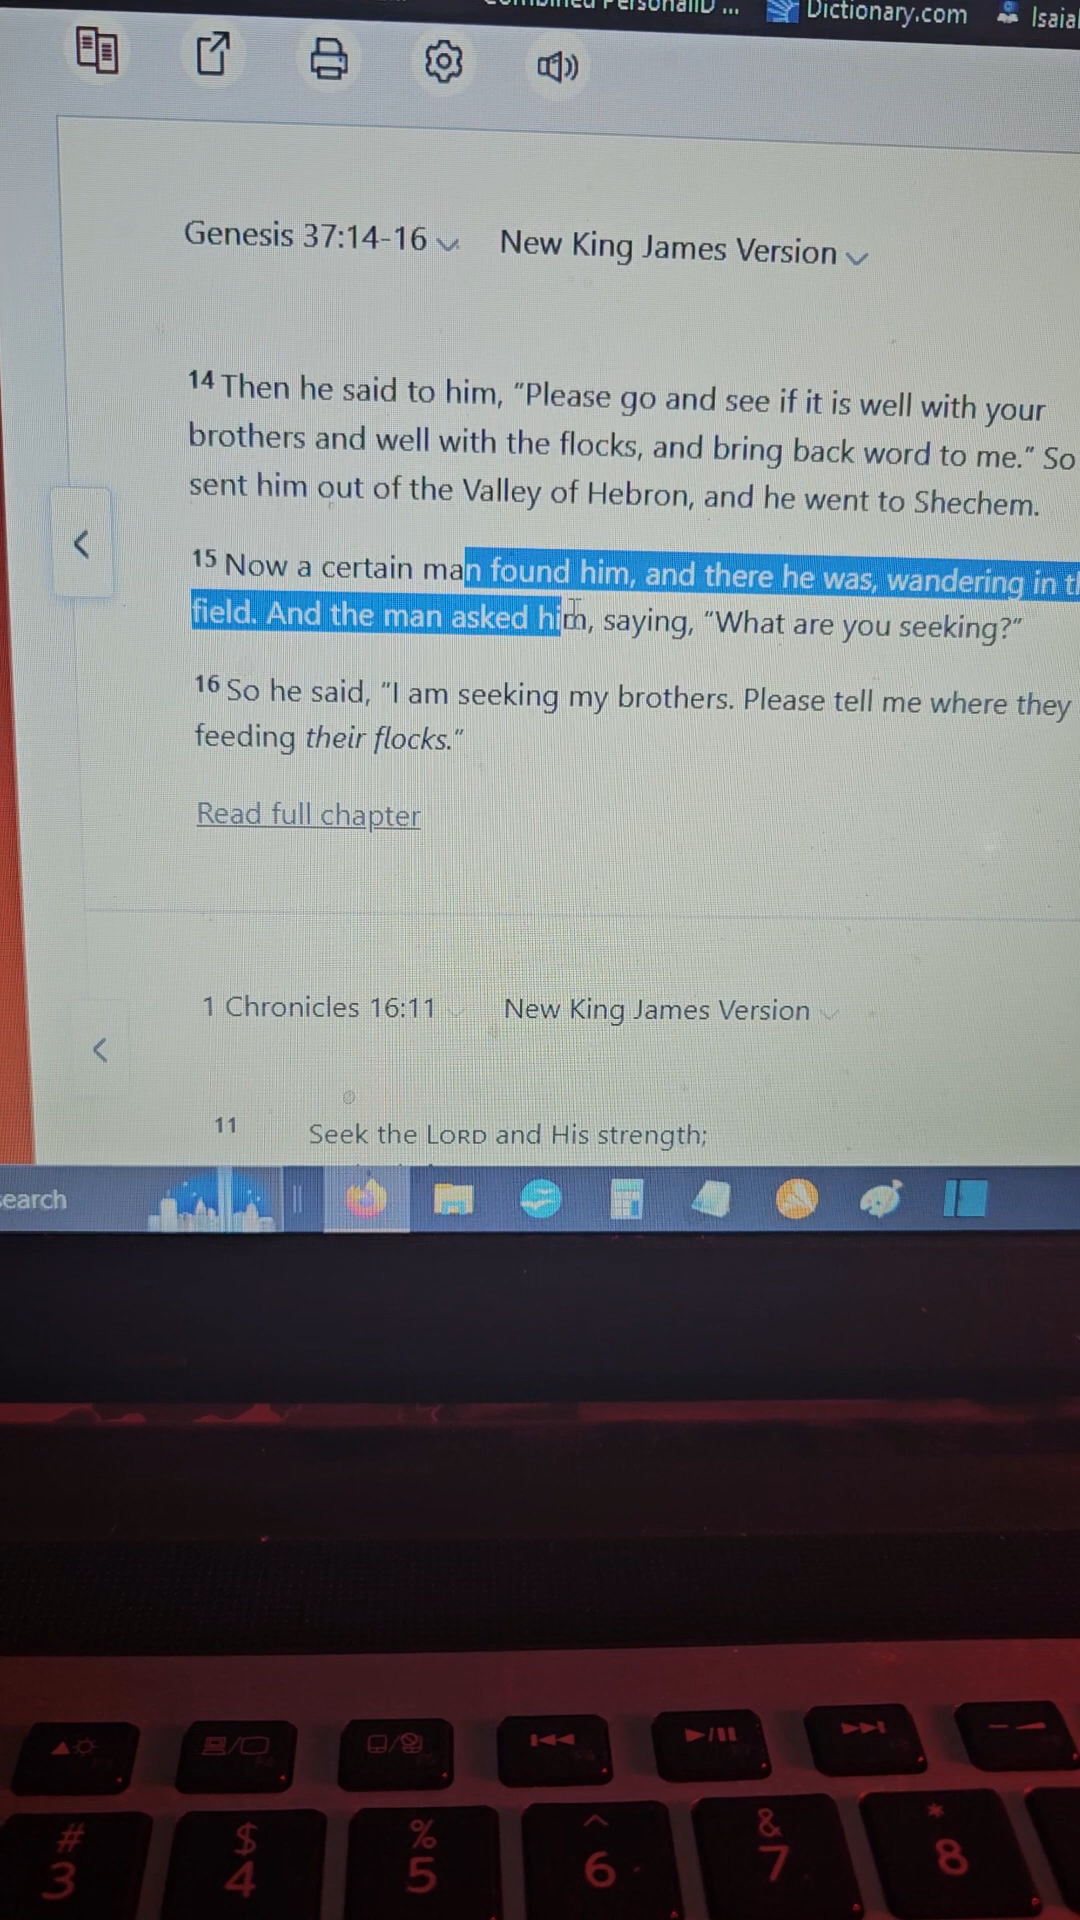 Dictionary.com
Genesis 37:14-16 New King James Version
14 Then he said to him, “Please go and see if it is well with your
brothers and well with the flocks, and bring back word to me.” So
sent him out of the Valley of Hebron, and he went to Shechem.
15 Now a certain man found him, and there he was, wandering in
field. And the man asked him, saying, “What are you seeking?”
16 So he said, “I am seeking my brothers. Please tell me where they
feeding their flocks.”
Read full chapter
1 Chronicles 16:11 New King James Version
11 Seek the LORD and His strength;
# $ % ^ & *
3 4 5 6 7 8